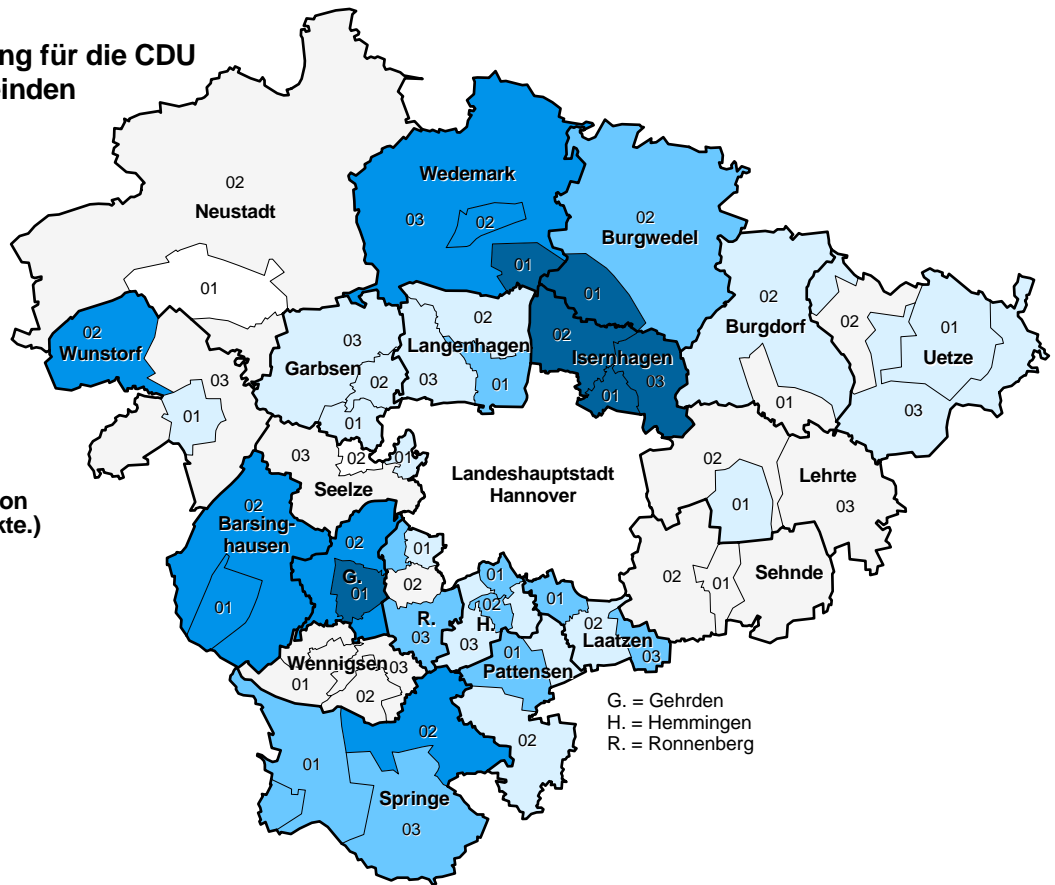 ng für die CDU
inden
02
Neustadt
01
Wedemark
03
02
01
02
Burgwedel
01
02
Wunstorf
03
01
03
Garbsen
02
01
02
Langenhagen
03
01
02
Isernhagen
03
01
02
Burgdorf
01
02
01
Uetze
03
03
02
01
Seelze
Landeshauptstadt
Hannover
02
Lehrte
01
03
on
kte.)
02
Barsing-
hausen
01
02
G.
01
01
02
R.
03
01
02
H.
03
01
02
Laatzen
03
02
01
Sehnde
Wennigsen
03
01
02
01
Pattensen
02
G. = Gehrden
H. = Hemmingen
R. = Ronnenberg
02
01
Springe
03